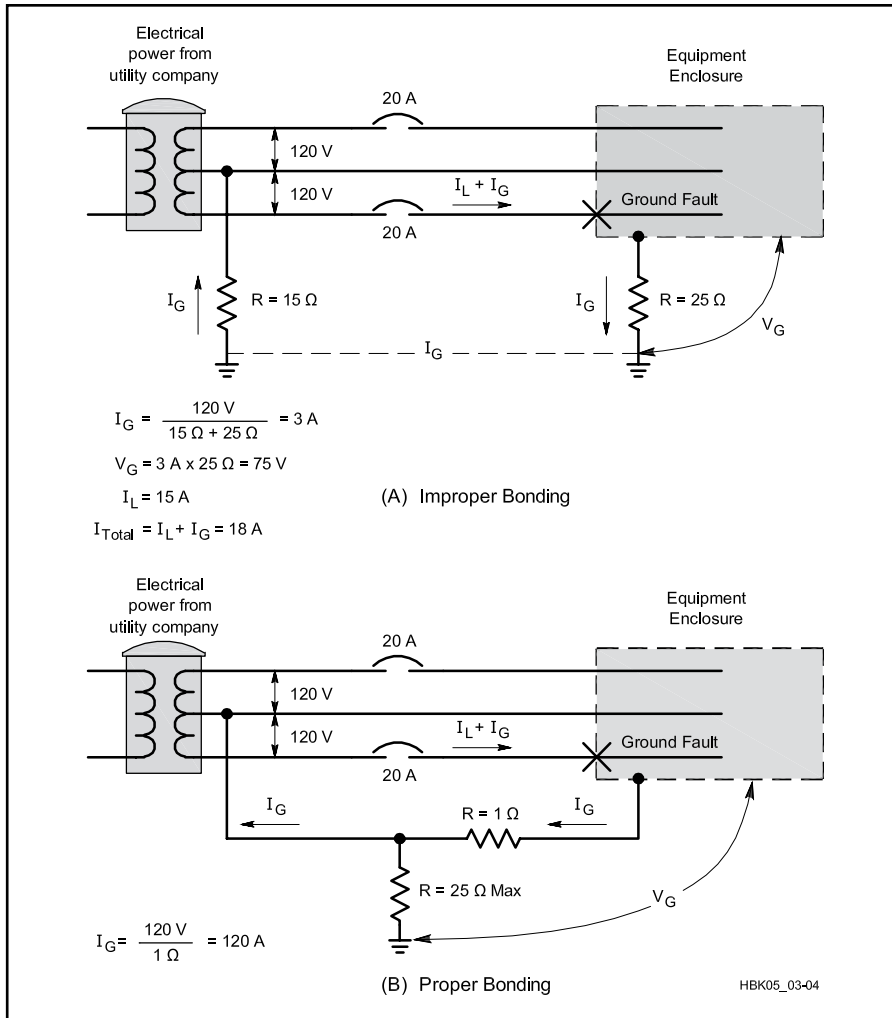 Electrical
power from
utility company
Equipment
Enclosure
20 A
120 V
120 V
I_L + I_G
Ground Fault
20 A
I_G
R = 15 Ω
I_G
R = 25 Ω
V_G
I_G
I_G = 120 V / 15 Ω + 25 Ω = 3 A
V_G = 3 A x 25 Ω = 75 V
I_L = 15 A
I_Total = I_L + I_G = 18 A
(A) Improper Bonding
Electrical
power from
utility company
Equipment
Enclosure
20 A
120 V
120 V
I_L + I_G
Ground Fault
20 A
I_G
R = 1 Ω
I_G
R = 25 Ω Max
V_G
I_G = 120 V / 1 Ω = 120 A
(B) Proper Bonding
HBK05_03-04